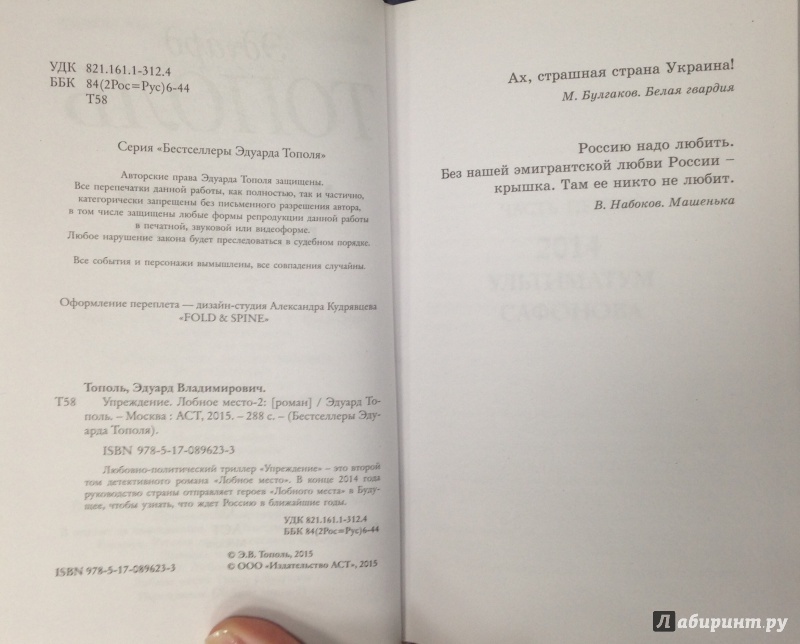 УДК 821.161.1-312.4
ББК 84(2Рос=Рус)6-44
Т58
Серия «Бестселлеры Эдуарда Тополя»
Авторские права Эдуарда Тополя защищены.
Все перепечатки данной работы, как полностью, так и частично,
категорически запрещены без письменного разрешения автора,
в том числе защищены любые формы репродукции данной работы
в печатной, звуковой или видеоформе.
Любое нарушение закона будет преследоваться в судебном порядке.
Все события и персонажи вымышлены, все совпадения случайны.
Оформление переплета — дизайн-студия Александра Кудрявцева
«FOLD & SPINE»
Тополь, Эдуард Владимирович.
Т58 Упреждение. Лобное место-2: [роман] / Эдуард То-
поль. – Москва : АСТ, 2015. – 288 с. – (Бестселлеры Эду-
арда Тополя).
ISBN 978-5-17-089623-3
Любовно-политический триллер «Упреждение» – это второй
том детективного романа «Лобное место». В конце 2014 года
руководство страны отправляет героев «Лобного места» в Буду-
щее, чтобы узнать, что ждет Россию в ближайшие годы.
УДК 821.161.1-312.4
ББК 84(2Рос=Рус)6-44
© Э.В. Тополь, 2015
ISBN 978-5-17-089623-3 © ООО «Издательство АСТ», 2015
Ах, страшная страна Украина!
М. Булгаков. Белая гвардия
Россию надо любить.
Без нашей эмигрантской любви России –
крышка. Там ее никто не любит.
В. Набоков. Машенька
2014
УЛЬТИМАТУМ
Лабиринт.ру